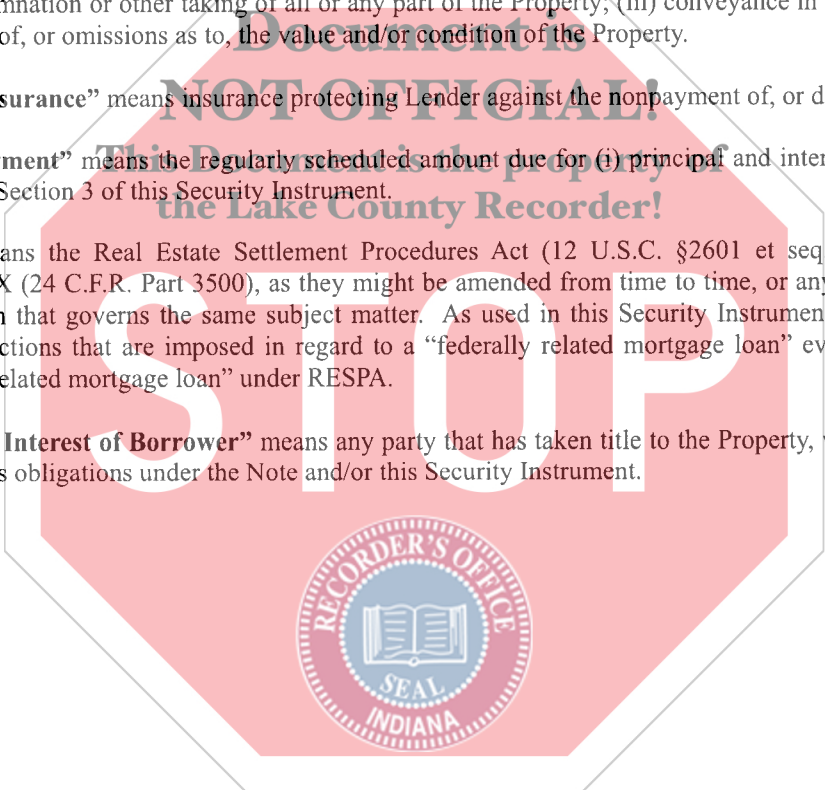 mnation or other taking of all or any part of the Property; (iii) conveyance in
of, or omissions as to, the value and/or condition of the Property.
surance” means insurance protecting Lender against the nonpayment of, or d
ment” means the regularly scheduled amount due for (i) principal and inter
Section 3 of this Security Instrument.
ans the Real Estate Settlement Procedures Act (12 U.S.C. §2601 et seq
X (24 C.F.R. Part 3500), as they might be amended from time to time, or any
that governs the same subject matter. As used in this Security Instrumen
ctions that are imposed in regard to a “federally related mortgage loan” ev
elated mortgage loan” under RESPA.
Interest of Borrower” means any party that has taken title to the Property,
s obligations under the Note and/or this Security Instrument.
Document is
NOT OFFICIAL!
This Document is the property of
the Lake County Recorder!
STOP
RECORDER'S OFFICE
SEAL
INDIANA